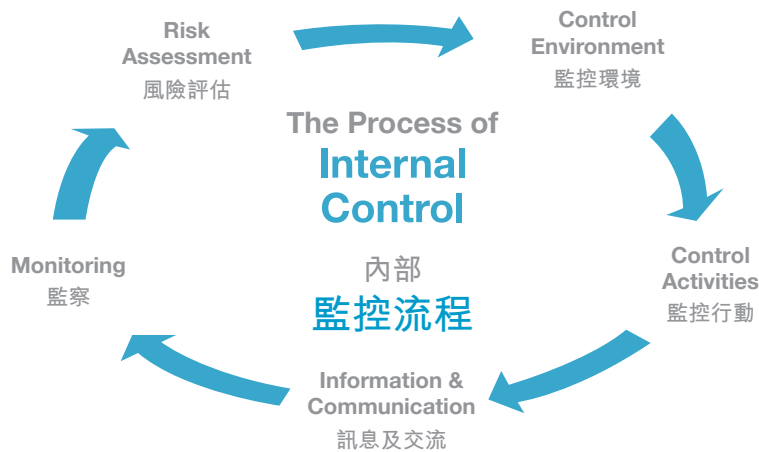 Risk
Assessment
風險評估
Control
Environment
監控環境
The Process of
Internal
Control
內部
監控流程
Monitoring
監察
Control
Activities
監控行動
Information &
Communication
訊息及交流